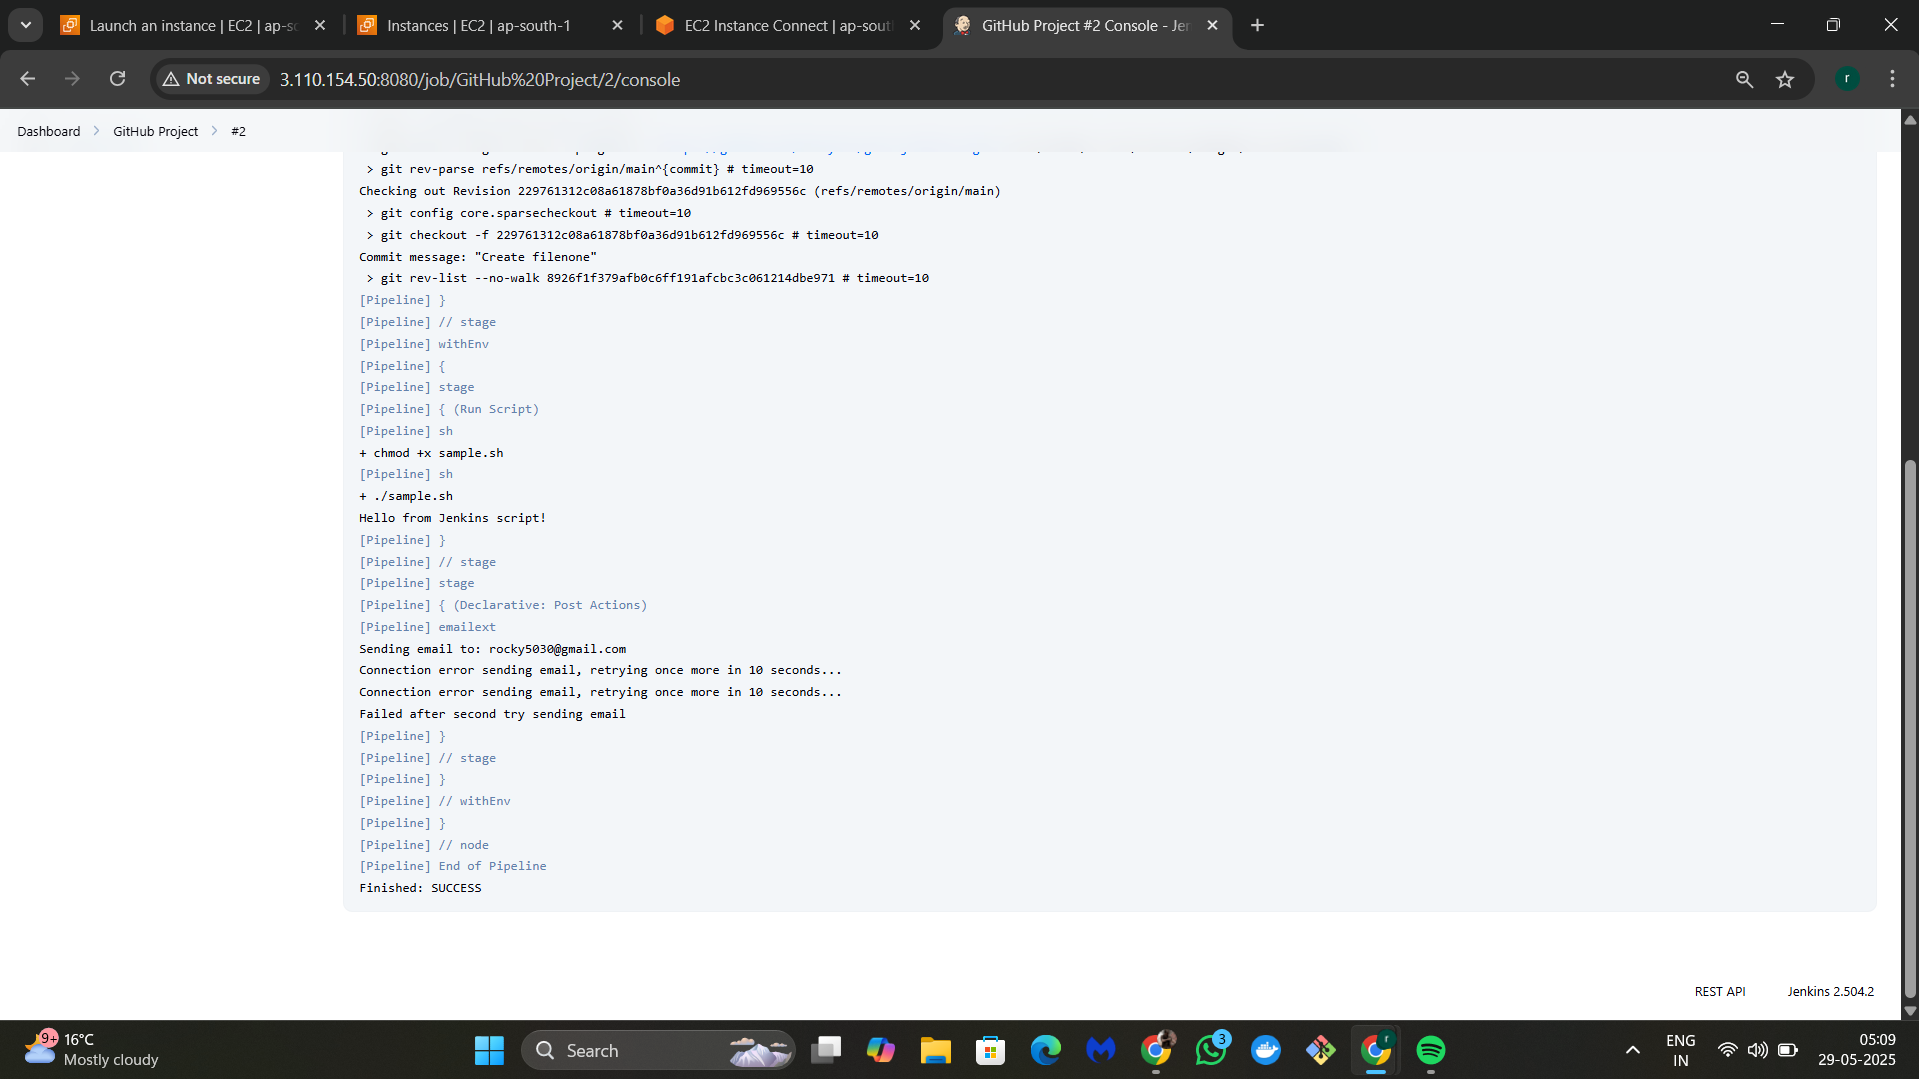 Launch an instance | EC2 | ap-so
Instances | EC2 | ap-south-1
EC2 Instance Connect | ap-sout
GitHub Project #2 Console - Jen
Not secure
3.110.154.50:8080/job/GitHub%20Project/2/console
r
Dashboard
GitHub Project
#2
> git rev-parse refs/remotes/origin/main^{commit} # timeout=10
Checking out Revision 229761312c08a61878bf0a36d91b612fd969556c (refs/remotes/origin/main)
> git config core.sparsecheckout # timeout=10
> git checkout -f 229761312c08a61878bf0a36d91b612fd969556c # timeout=10
Commit message: "Create filenone"
> git rev-list --no-walk 8926f1f379afb0c6ff191afcbc3c061214dbe971 # timeout=10
[Pipeline] }
[Pipeline] // stage
[Pipeline] withEnv
[Pipeline] {
[Pipeline] stage
[Pipeline] { (Run Script)
[Pipeline] sh
+ chmod +x sample.sh
[Pipeline] sh
+ ./sample.sh
Hello from Jenkins script!
[Pipeline] }
[Pipeline] // stage
[Pipeline] stage
[Pipeline] { (Declarative: Post Actions)
[Pipeline] emailext
Sending email to: rocky5030@gmail.com
Connection error sending email, retrying once more in 10 seconds...
Connection error sending email, retrying once more in 10 seconds...
Failed after second try sending email
[Pipeline] }
[Pipeline] // stage
[Pipeline] }
[Pipeline] // withEnv
[Pipeline] }
[Pipeline] // node
[Pipeline] End of Pipeline
Finished: SUCCESS
REST API
Jenkins 2.504.2
9+
16°C
Mostly cloudy
Search
3
r
ENG
IN
05:09
29-05-2025